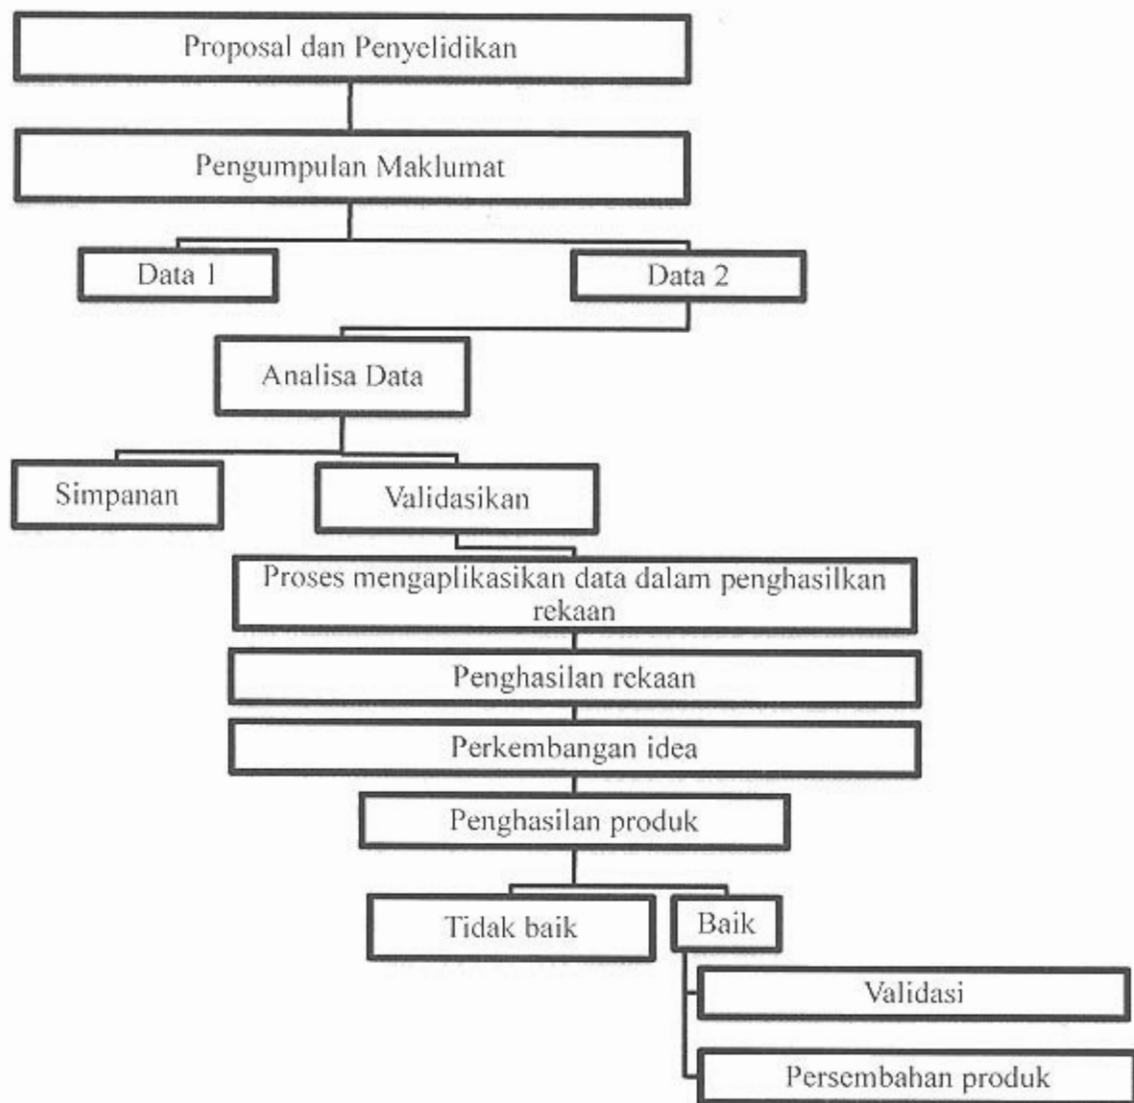 Proposal dan Penyelidikan
Pengumpulan Maklumat
Data 1
Data 2
Analisa Data
Simpanan
Validasikan
Proses mengaplikasikan data dalam penghasilkan
rekaan
Penghasilan rekaan
Perkembangan idea
Penghasilan produk
Tidak baik
Baik
Validasi
Persembahan produk